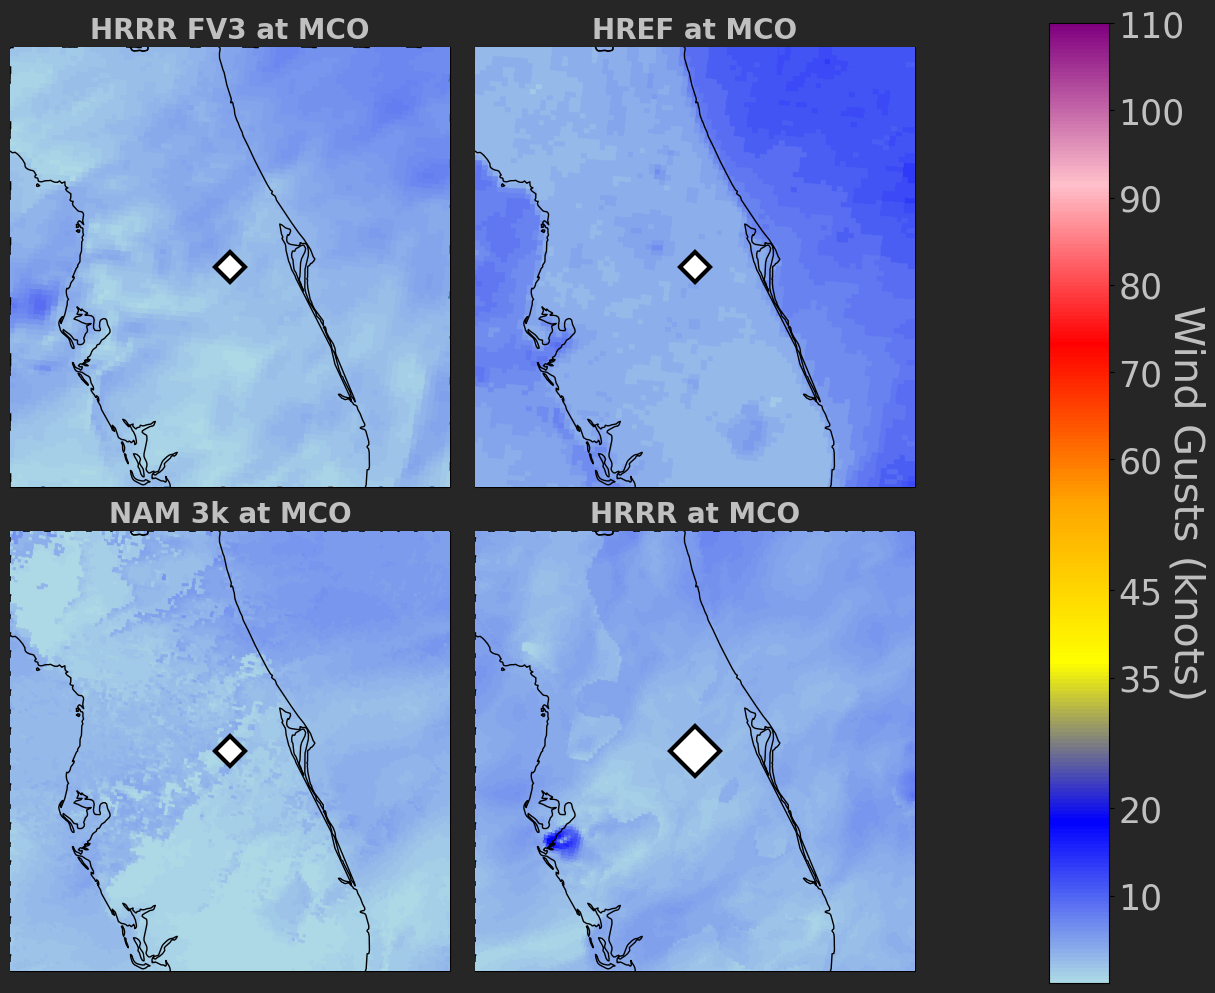 HRRR FV3 at MCO
HREF at MCO
NAM 3k at MCO
HRRR at MCO
110
100
90
80
70
60
45
35
20
10
Wind Gusts (knots)